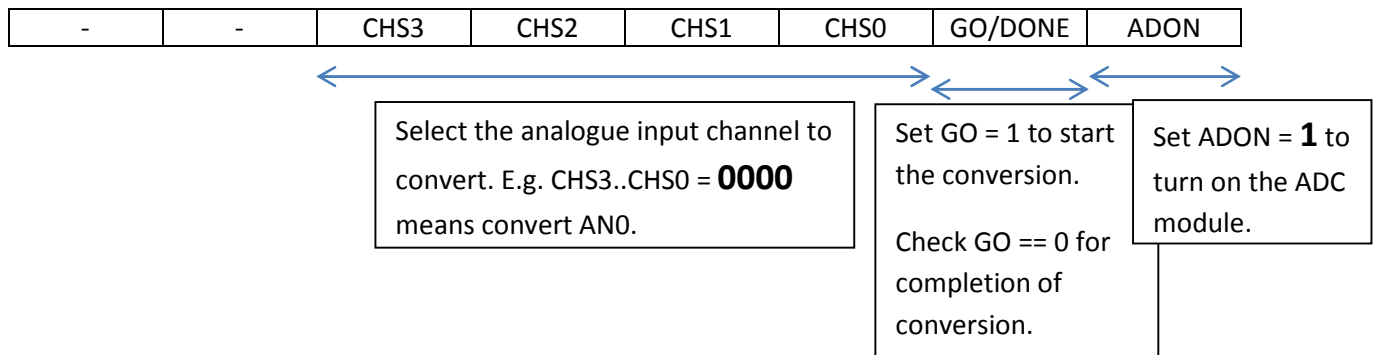 - - CHS3 CHS2 CHS1 CHS0 GO/DONE ADON
Select the analogue input channel to
convert. E.g. CHS3..CHS0 = 0000
means convert AN0.
Set GO = 1 to start
the conversion.
Check GO == 0 for
completion of
conversion.
Set ADON = 1 to
turn on the ADC
module.